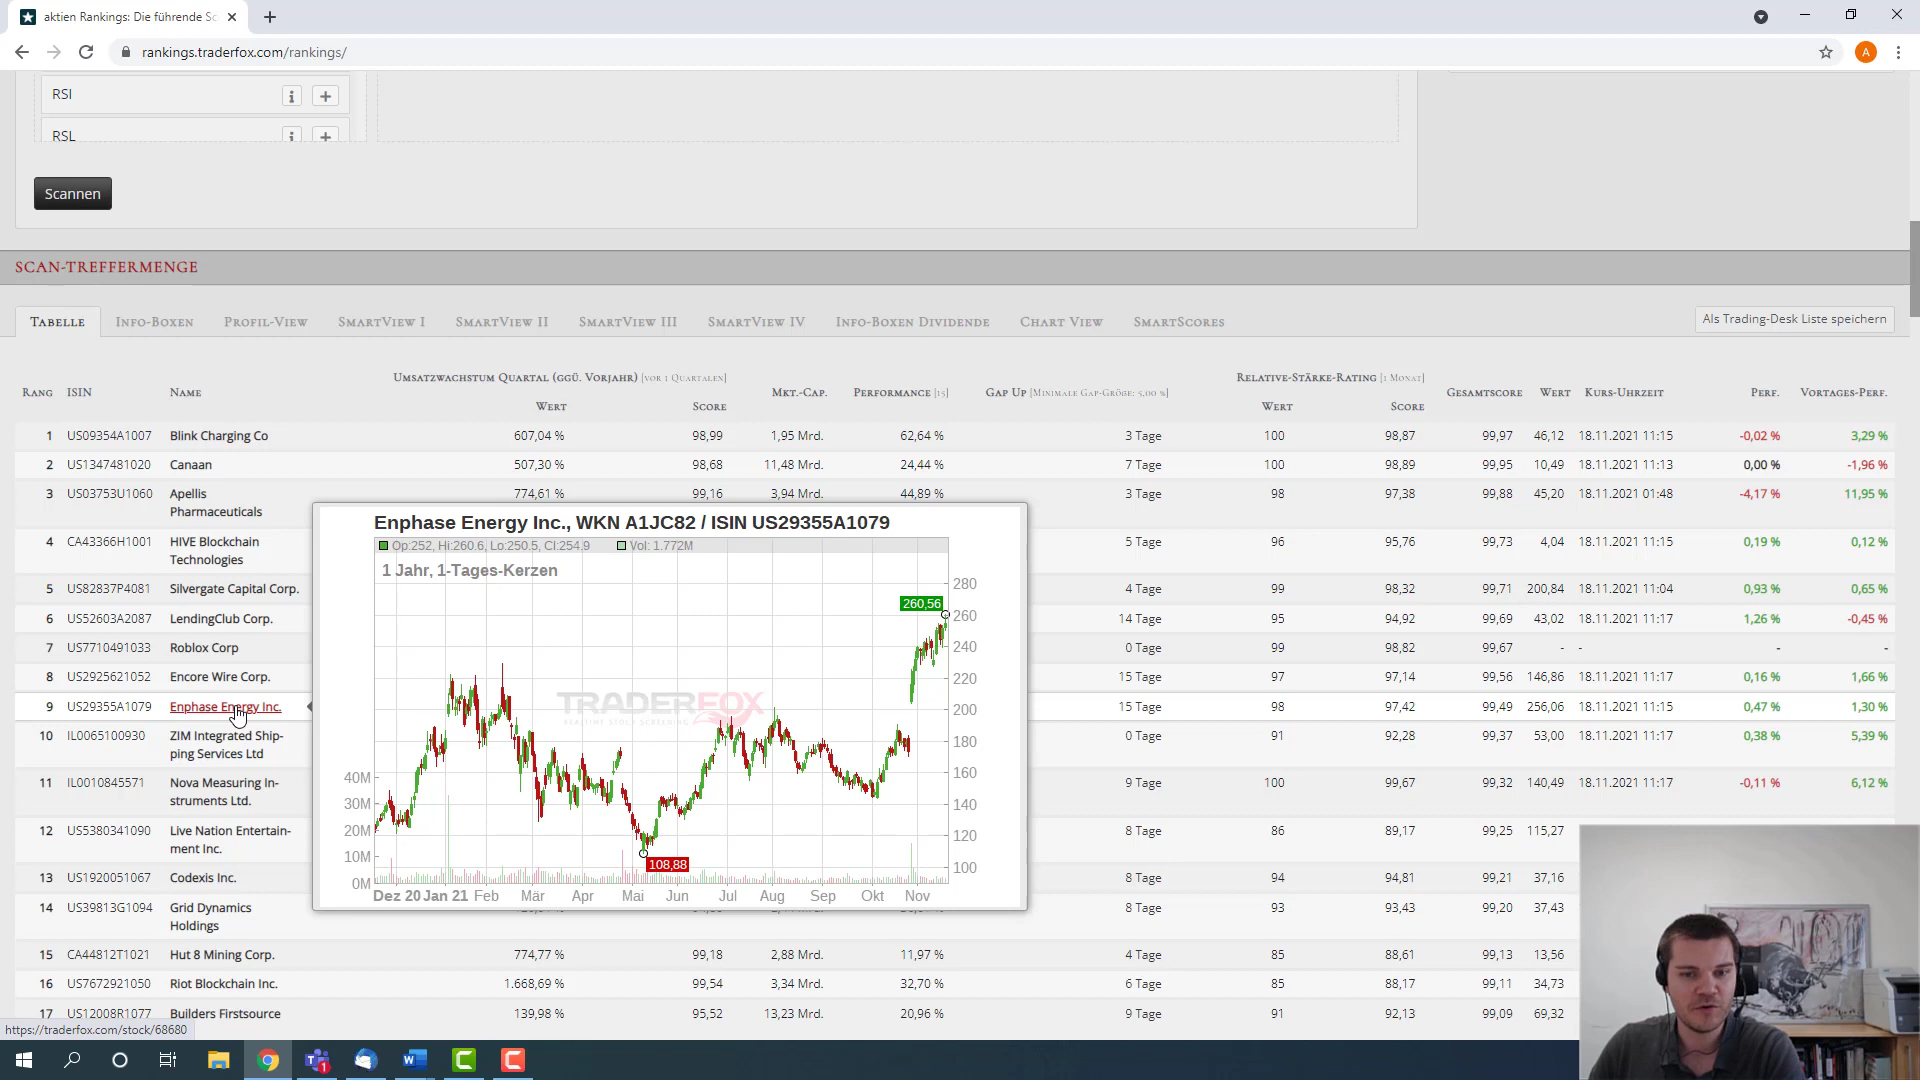 aktien Rankings: Die führende Sc
rankings.traderfox.com/rankings/
A
RSI
RSL
Scannen
SCAN-TREFFERMENGE
TABELLE INFO-BOXEN PROFIL-VIEW SMARTVIEW I SMARTVIEW II SMARTVIEW III SMARTVIEW IV INFO-BOXEN DIVIDENDE CHART VIEW SMARTSCORES
Als Trading-Desk Liste speichern
UMSATZWACHSTUM QUARTAL (GGÜ. VORJAHR) [VOR 1 QUARTALEN] RELATIVE-STÄRKE-RATING [1 MONAT]
RANG ISIN NAME MKT.-CAP. PERFORMANCE [15] GAP UP [MINIMALE GAP-GRÖSSE: 5,00 %] GESAMTSCORE WERT KURS-UHRZEIT PERF. VORTAGES-PERF.
WERT SCORE WERT SCORE
1 US09354A1007 Blink Charging Co 607,04 % 98,99 1,95 Mrd. 62,64 % 3 Tage 100 98,87 99,97 46,12 18.11.2021 11:15 -0,02 % 3,29 %
2 US1347481020 Canaan 507,30 % 98,68 11,48 Mrd. 24,44 % 7 Tage 100 98,89 99,95 10,49 18.11.2021 11:13 0,00 % -1,96 %
3 US03753U1060 Apellis 774,61 % 99,16 3,94 Mrd. 44,89 % 3 Tage 98 97,38 99,88 45,20 18.11.2021 01:48 -4,17 % 11,95 %
Pharmaceuticals
4 CA43366H1001 HIVE Blockchain 5 Tage 96 95,76 99,73 4,04 18.11.2021 11:15 0,19 % 0,12 %
Technologies
5 US82837P4081 Silvergate Capital Corp. 4 Tage 99 98,32 99,71 200,84 18.11.2021 11:04 0,93 % 0,65 %
6 US52603A2087 LendingClub Corp. 14 Tage 95 94,92 99,69 43,02 18.11.2021 11:17 1,26 % -0,45 %
7 US7710491033 Roblox Corp 0 Tage 99 98,82 99,67 - - - -
8 US2925621052 Encore Wire Corp. 15 Tage 97 97,14 99,56 146,86 18.11.2021 11:17 0,16 % 1,66 %
9 US29355A1079 Enphase Energy Inc. 15 Tage 98 97,42 99,49 256,06 18.11.2021 11:15 0,47 % 1,30 %
10 IL0065100930 ZIM Integrated Ship- 0 Tage 91 92,28 99,37 53,00 18.11.2021 11:17 0,38 % 5,39 %
ping Services Ltd
11 IL0010845571 Nova Measuring In- 9 Tage 100 99,67 99,32 140,49 18.11.2021 11:17 -0,11 % 6,12 %
struments Ltd.
12 US5380341090 Live Nation Entertain- 8 Tage 86 89,17 99,25 115,27
ment Inc.
13 US1920051067 Codexis Inc. 8 Tage 94 94,81 99,21 37,16
14 US39813G1094 Grid Dynamics 8 Tage 93 93,43 99,20 37,43
Holdings
15 CA44812T1021 Hut 8 Mining Corp. 774,77 % 99,18 2,88 Mrd. 11,97 % 4 Tage 85 88,61 99,13 13,56
16 US7672921050 Riot Blockchain Inc. 1.668,69 % 99,54 3,34 Mrd. 32,70 % 6 Tage 85 88,17 99,11 34,73
17 US12008R1077 Builders Firstsource 139,98 % 95,52 13,23 Mrd. 20,96 % 9 Tage 91 92,13 99,09 69,32
Enphase Energy Inc., WKN A1JC82 / ISIN US29355A1079
Op:252, Hi:260.6, Lo:250.5, Cl:254.9 Vol: 1.772M
1 Jahr, 1-Tages-Kerzen
TRADERFOX
REALTIME STOCK SCREENING
260,56
108,88
280
260
240
220
200
180
160
140
120
100
40M
30M
20M
10M
0M
Dez 20 Jan 21 Feb Mär Apr Mai Jun Jul Aug Sep Okt Nov
https://traderfox.com/stock/68680
1